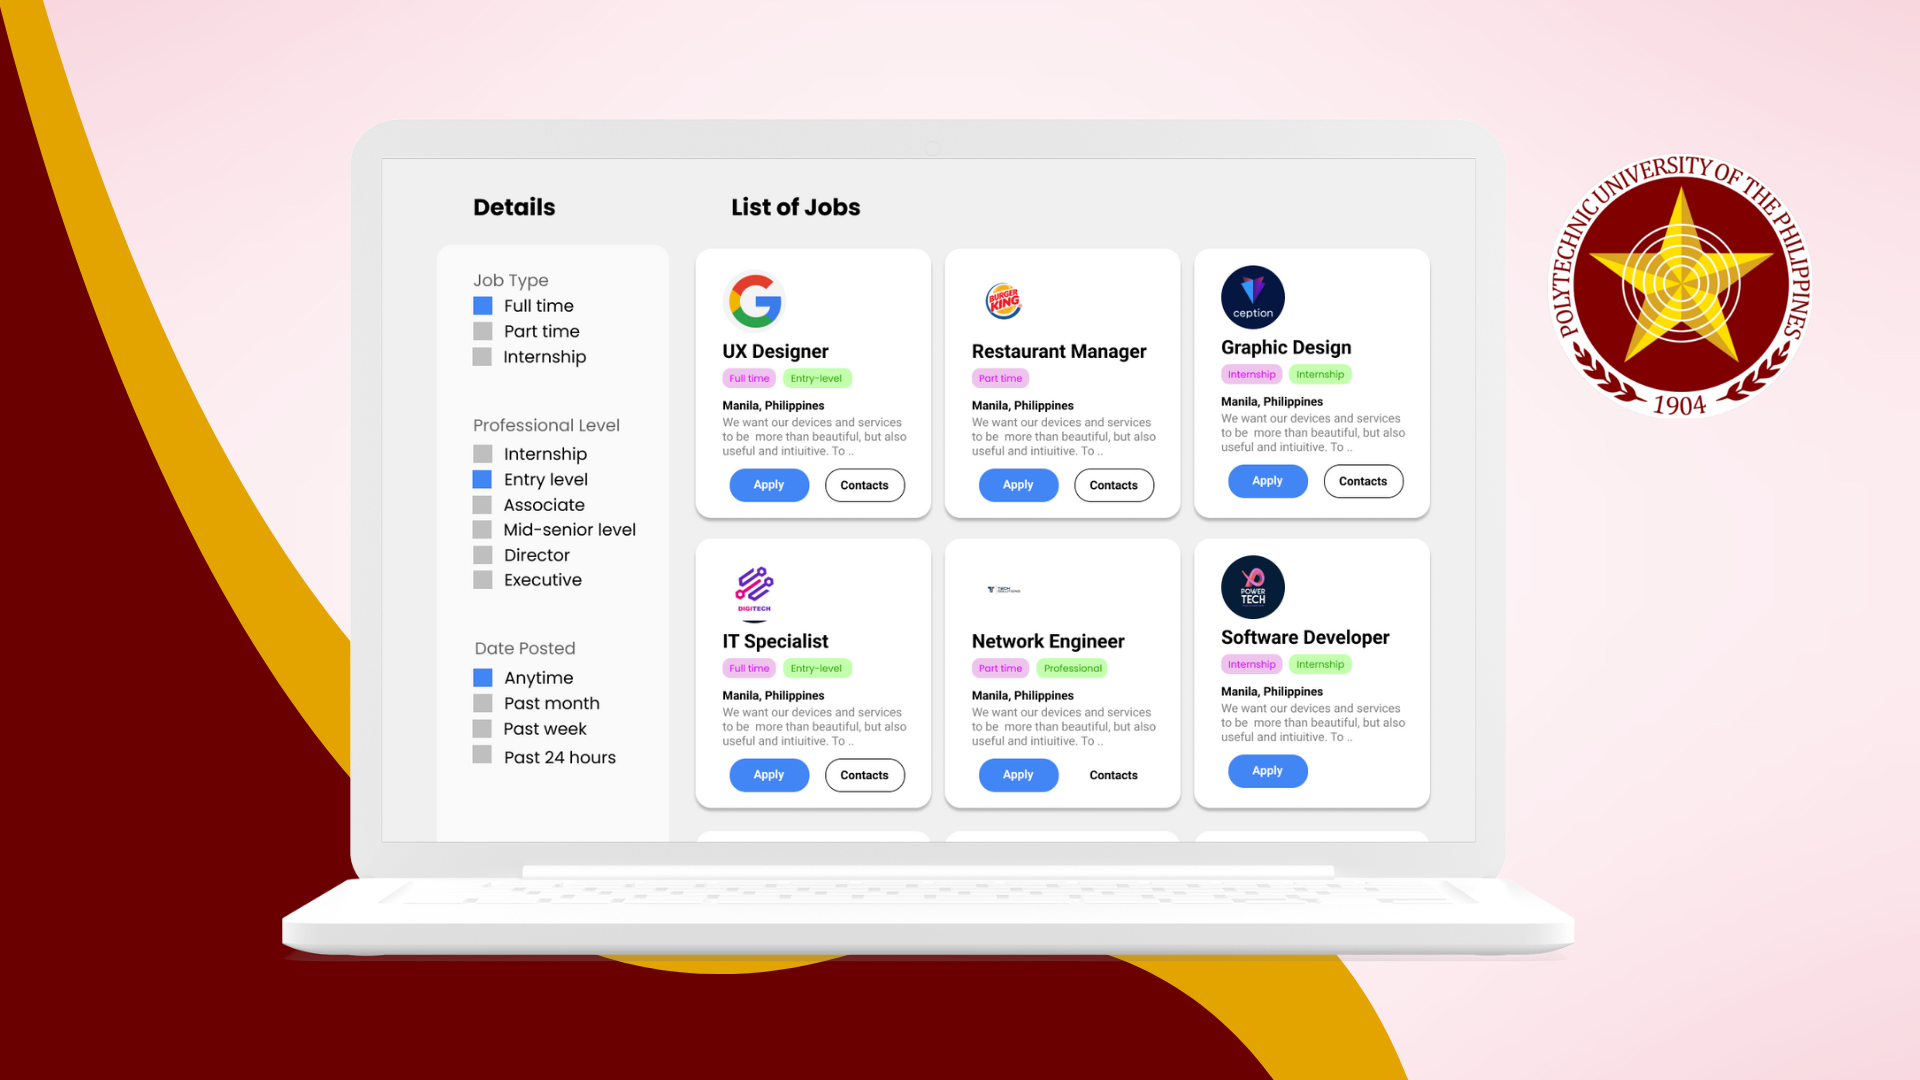 Details
List of Jobs
Job Type
Full time
Part time
Internship
Professional Level
Internship
Entry level
Associate
Mid-senior level
Director
Executive
Date Posted
Anytime
Past month
Past week
Past 24 hours
UX Designer
Full time Entry-level
Manila, Philippines
We want our devices and services
to be more than beautiful, but also
useful and intiuitive. To ..
Apply Contacts
BURGER
KING
Restaurant Manager
Part time
Manila, Philippines
We want our devices and services
to be more than beautiful, but also
useful and intiuitive. To ..
Apply Contacts
ception
Graphic Design
Internship Internship
Manila, Philippines
We want our devices and services
to be more than beautiful, but also
useful and intiuitive. To ..
Apply Contacts
DIGITECH
IT Specialist
Full time Entry-level
Manila, Philippines
We want our devices and services
to be more than beautiful, but also
useful and intiuitive. To ..
Apply Contacts
TECH
Network Engineer
Part time Professional
Manila, Philippines
We want our devices and services
to be more than beautiful, but also
useful and intiuitive. To ..
Apply Contacts
POWER
TECH
Software Developer
Internship Internship
Manila, Philippines
We want our devices and services
to be more than beautiful, but also
useful and intiuitive. To ..
Apply
POLYTECHNIC UNIVERSITY OF THE PHILIPPINES
1904